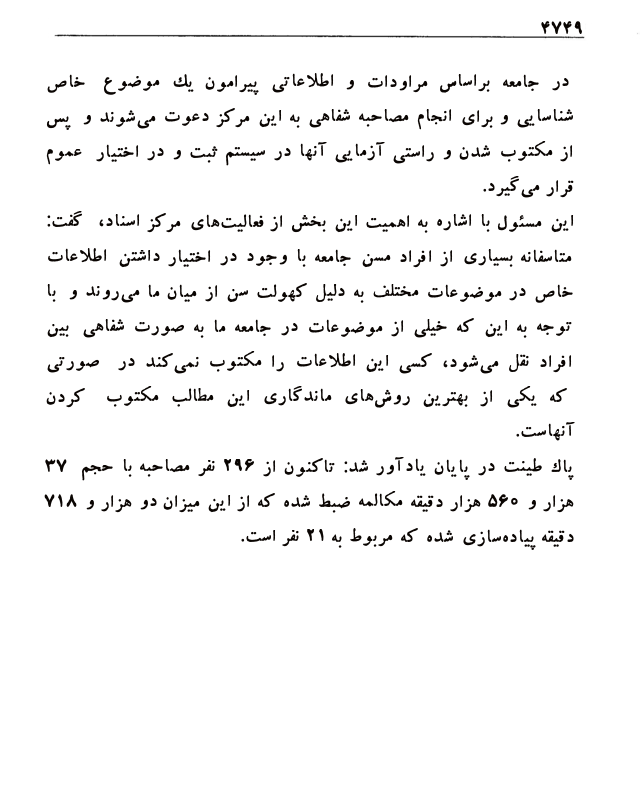 ۴۷۴۹
در جامعه براساس مراودات و اطلاعاتی پیرامون یك موضوع خاص
شناسایی و برای انجام مصاحبه شفاهی به این مرکز دعوت می‌شوند و پس
از مکتوب شدن و راستی آزمایی آنها در سیستم ثبت و در اختیار عموم
قرار می‌گیرد.
این مسئول با اشاره به اهمیت این بخش از فعالیت‌های مرکز اسناد، گفت:
متاسفانه بسیاری از افراد مسن جامعه با وجود در اختیار داشتن اطلاعات
خاص در موضوعات مختلف به دلیل کهولت سن از میان ما می‌روند و با
توجه به این که خیلی از موضوعات در جامعه ما به صورت شفاهی بین
افراد نقل می‌شود، کسی این اطلاعات را مکتوب نمی‌کند در صورتی
که یکی از بهترین روش‌های ماندگاری این مطالب مکتوب کردن
آنهاست.
پاك طینت در پایان یادآور شد: تاکنون از ۲۹۶ نفر مصاحبه با حجم ۳۷
هزار و ۵۶۰ هزار دقیقه مکالمه ضبط شده که از این میزان دو هزار و ۷۱۸
دقیقه پیاده‌سازی شده که مربوط به ۲۱ نفر است.